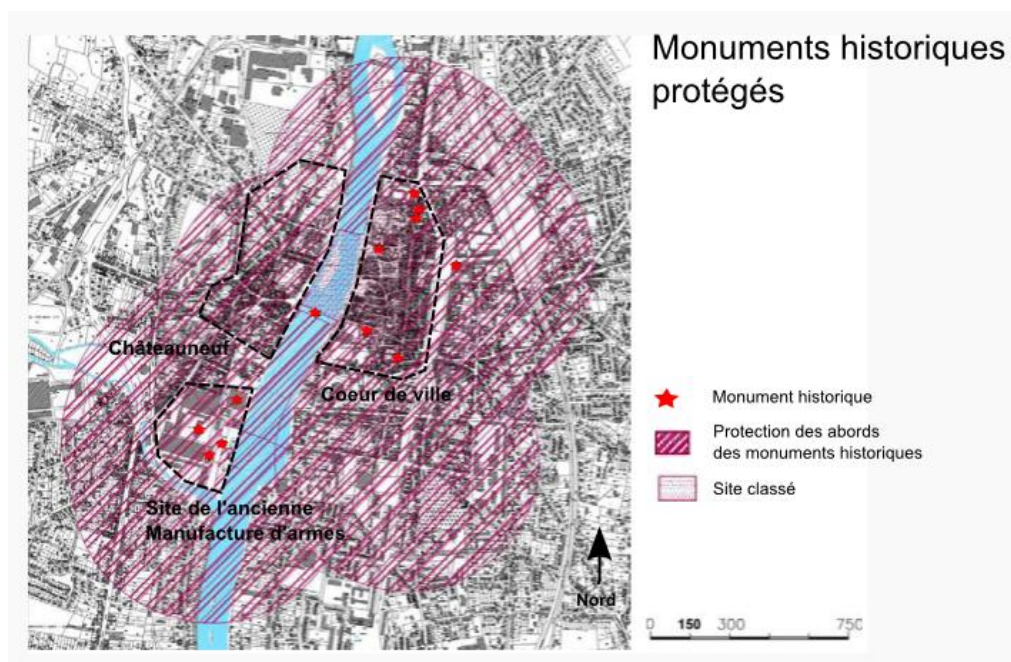 Monuments historiques
protégés
Châteauneuf
Coeur de ville
Site de l'ancienne
Manufacture d'armes
Monument historique
Protection des abords
des monuments historiques
Site classé
Nord
0 150 300 750